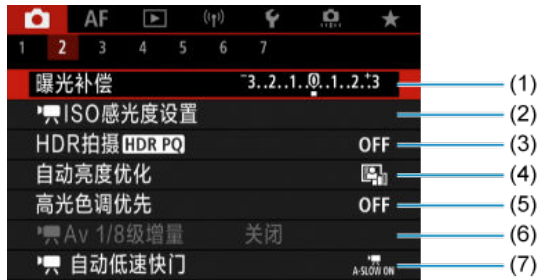 AF
1 2 3 4 5 6 7
曝光补偿 ⁻3..2..1..0..1..2.⁺3 (1)
ISO感光度设置 (2)
HDR拍摄 HDR PQ OFF (3)
自动亮度优化 (4)
高光色调优先 OFF (5)
Av 1/8级增量 关闭 (6)
自动低速快门 A-SLOW ON (7)